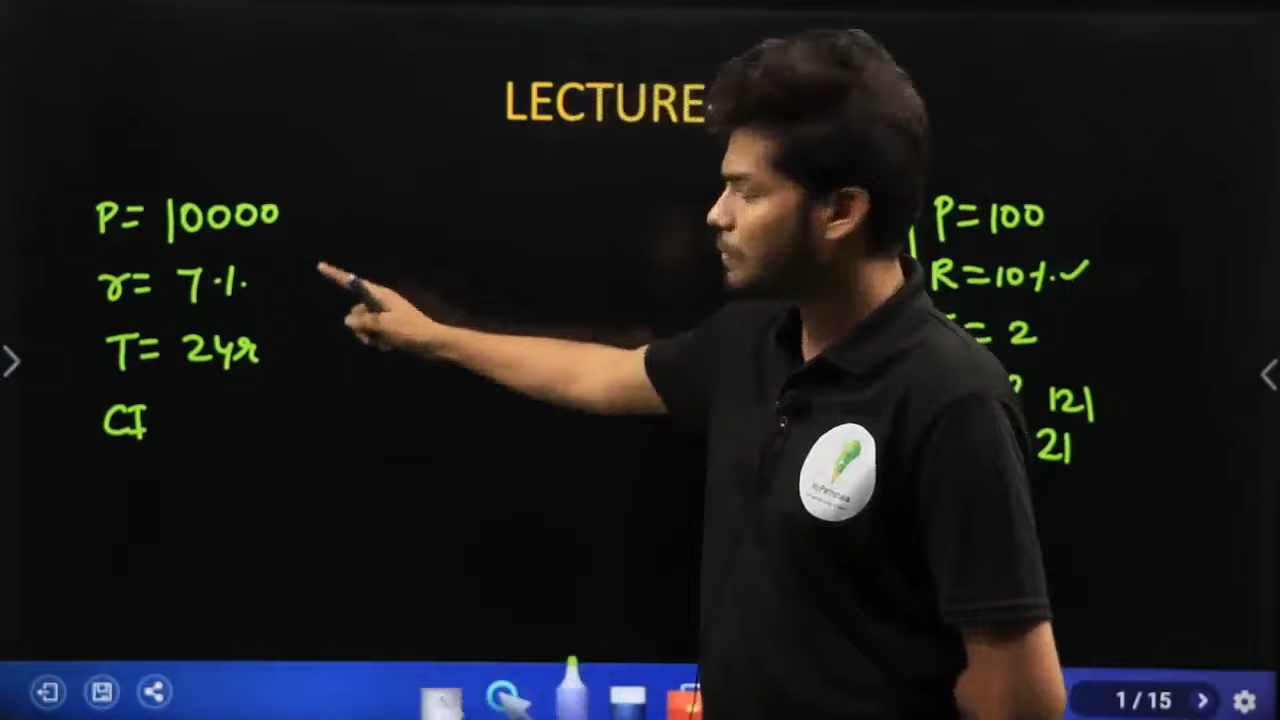 LECTURE
P= 10000
r= 7%.
T= 2yr
CI
P=100
R=10%.✓
= 2
?
121
21
1/15